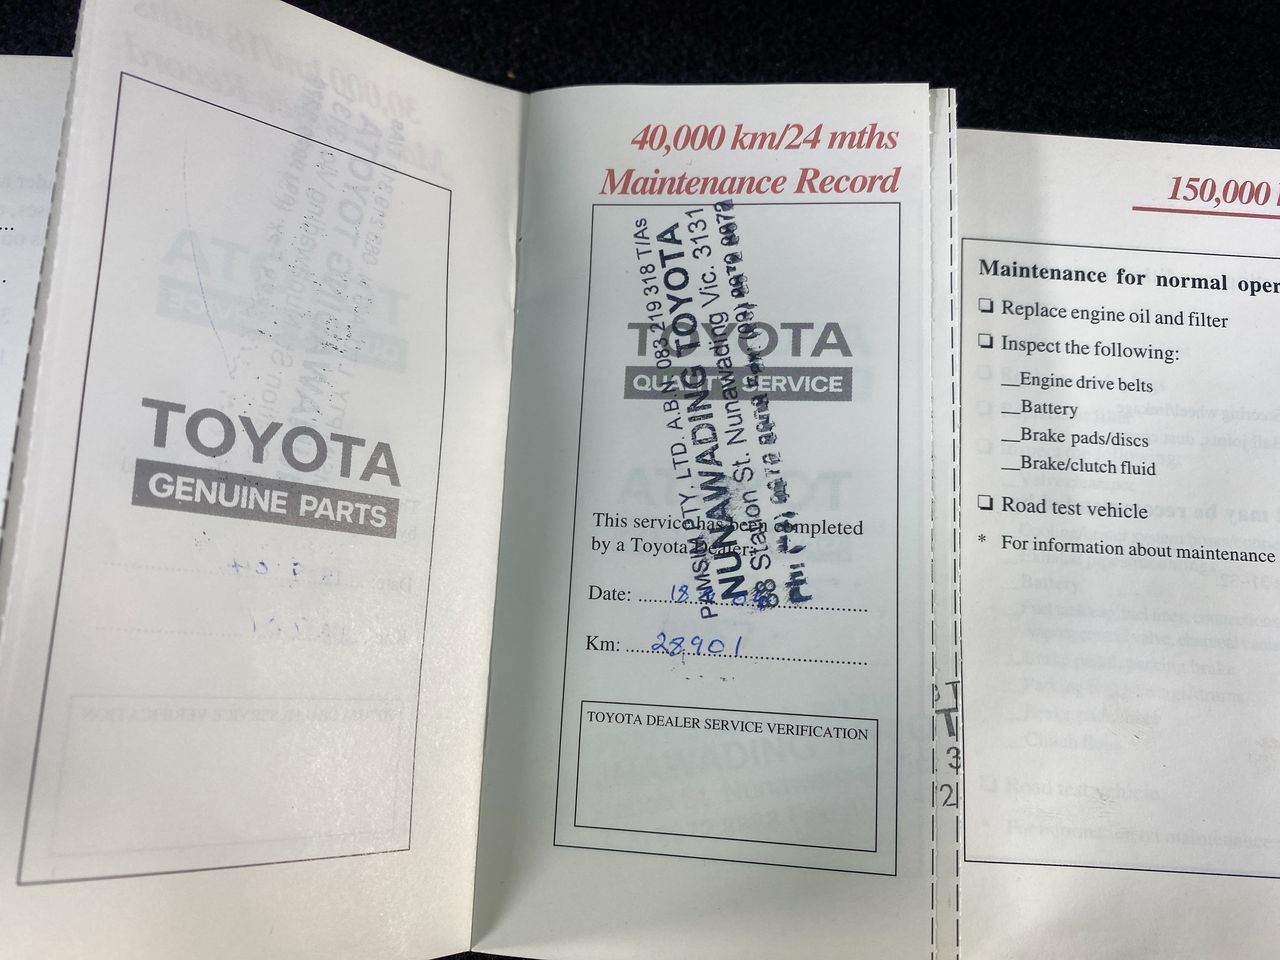 TOYOTA
GENUINE PARTS
40,000 km/24 mths
Maintenance Record
TOYOTA
QUALITY SERVICE
PTY. LTD. A.B.N. 083 219 318 T/As
NUNAWADING TOYOTA
Station St. Nunawading Vic. 3131
This service has been completed
by a Toyota Dealer.
Date: 18
Km: 28901
TOYOTA DEALER SERVICE VERIFICATION
150,000
Maintenance for normal oper
❏ Replace engine oil and filter
❏ Inspect the following:
__Engine drive belts
__Battery
__Brake pads/discs
__Brake/clutch fluid
❏ Road test vehicle
* For information about maintenance